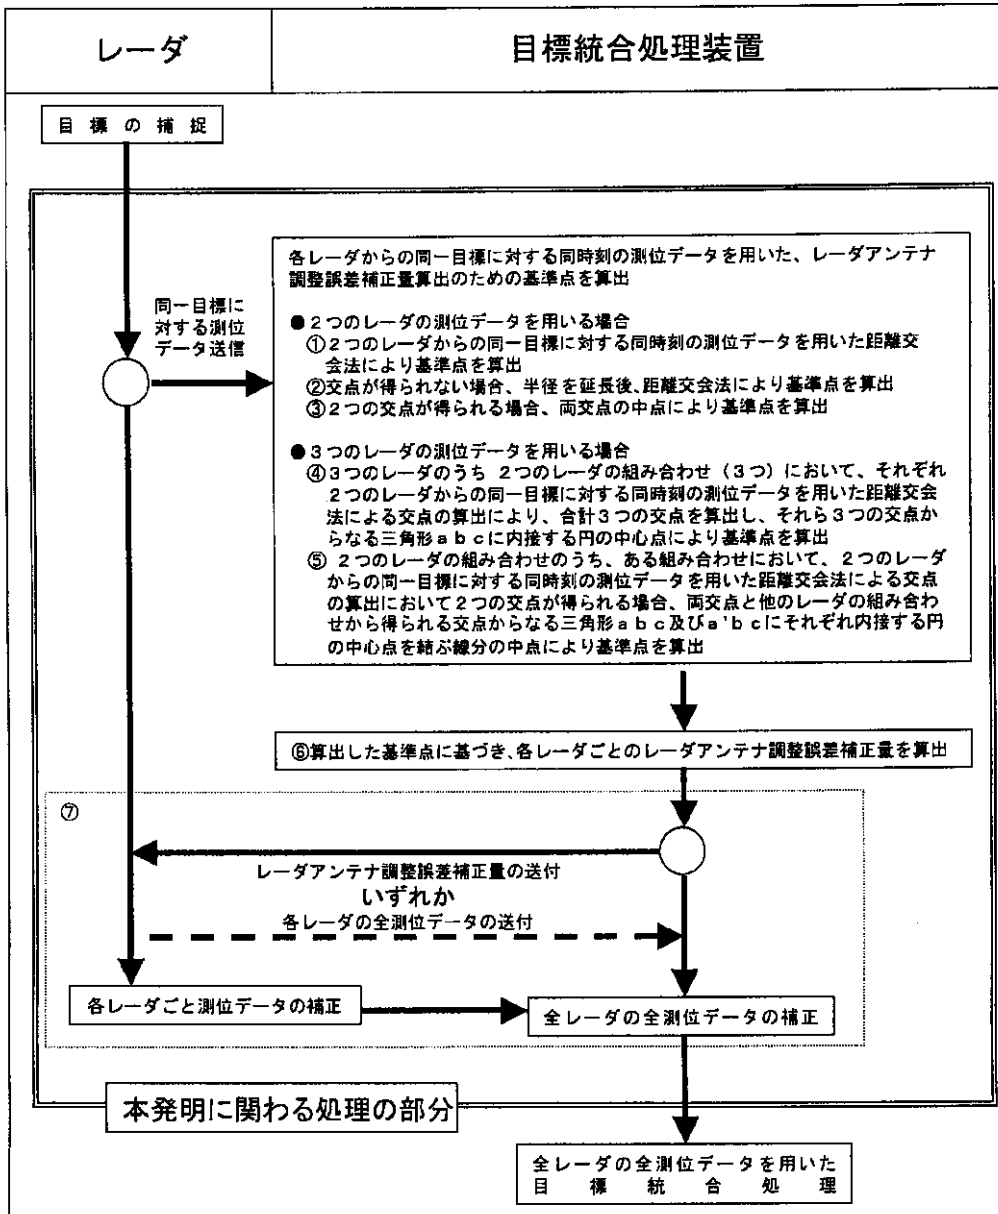 レーダ
目標統合処理装置
目標の捕捉
同一目標に
対する測位
データ送信
各レーダからの同一目標に対する同時刻の測位データを用いた、レーダアンテナ
調整誤差補正量算出のための基準点を算出
●2つのレーダの測位データを用いる場合
①2つのレーダからの同一目標に対する同時刻の測位データを用いた距離交
会法により基準点を算出
②交点が得られない場合、半径を延長後、距離交会法により基準点を算出
③2つの交点が得られる場合、両交点の中点により基準点を算出
●3つのレーダの測位データを用いる場合
④3つのレーダのうち 2つのレーダの組み合わせ(3つ)において、それぞれ
2つのレーダからの同一目標に対する同時刻の測位データを用いた距離交会
法による交点の算出により、合計3つの交点を算出し、それら3つの交点か
らなる三角形abcに内接する円の中心点により基準点を算出
⑤ 2つのレーダの組み合わせのうち、ある組み合わせにおいて、2つのレーダ
からの同一目標に対する同時刻の測位データを用いた距離交会法による交点
の算出において2つの交点が得られる場合、両交点と他のレーダの組み合わ
せから得られる交点からなる三角形abc及びa'bcにそれぞれ内接する円
の中心点を結ぶ線分の中点により基準点を算出
⑥算出した基準点に基づき、各レーダごとのレーダアンテナ調整誤差補正量を算出
⑦
レーダアンテナ調整誤差補正量の送付
いずれか
各レーダの全測位データの送付
各レーダごと測位データの補正
全レーダの全測位データの補正
本発明に関わる処理の部分
全レーダの全測位データを用いた
目標統合処理